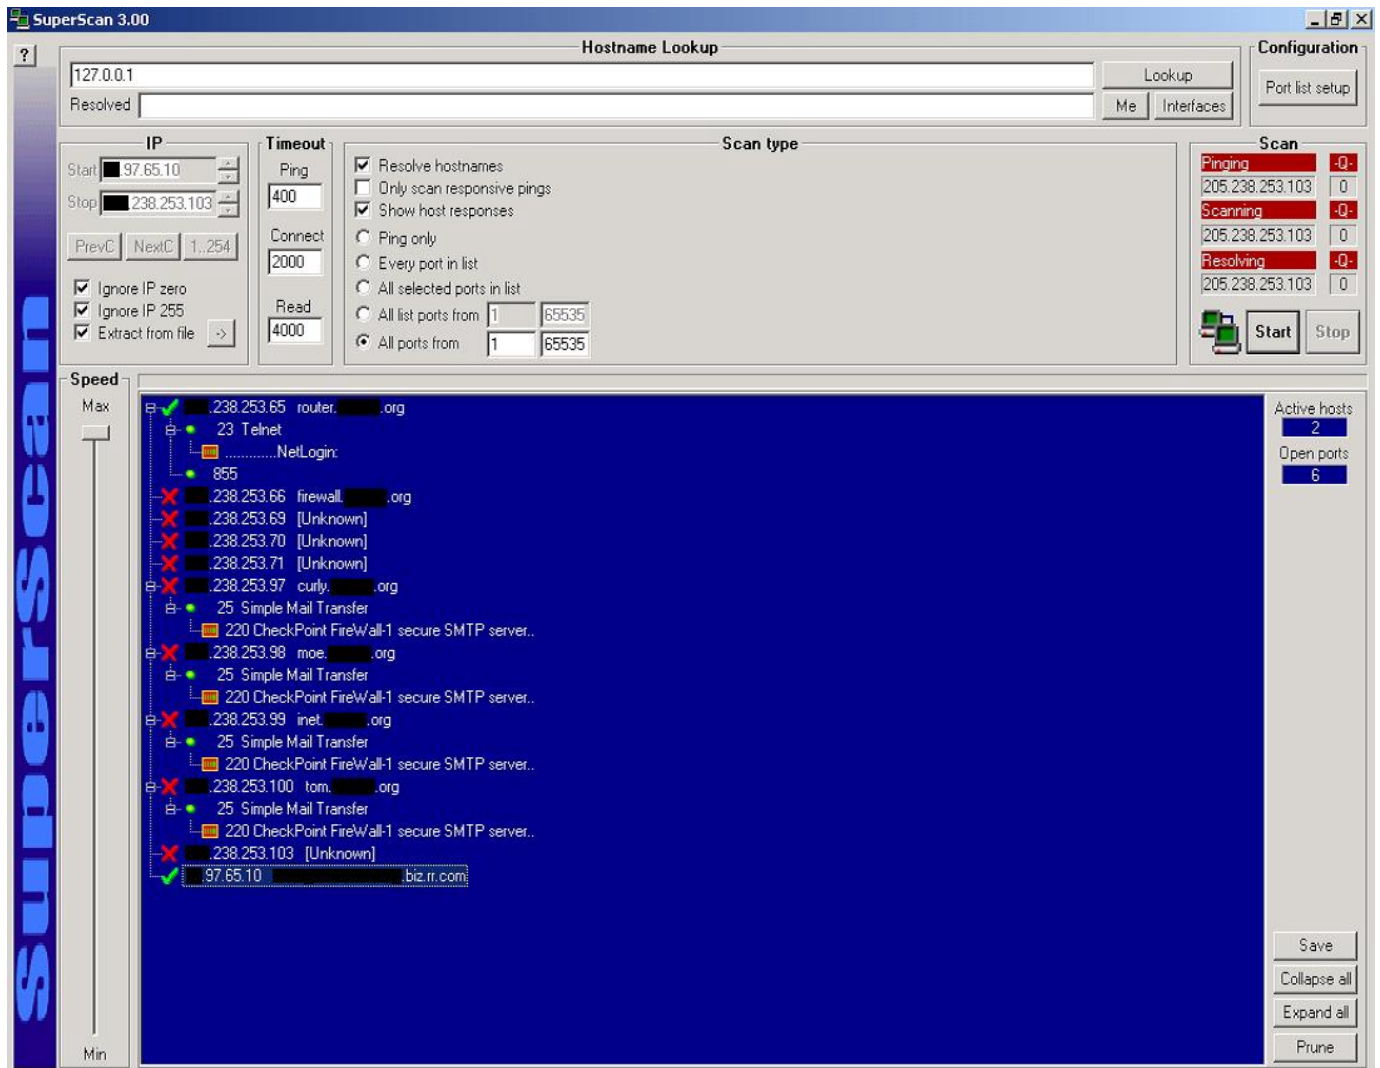 SuperScan 3.00
?
Hostname Lookup
127.0.0.1
Lookup
Resolved
Me
Interfaces
Configuration
Port list setup
IP
Start .97.65.10
Stop .238.253.103
PrevC NextC 1..254
Ignore IP zero
Ignore IP 255
Extract from file ->
Timeout
Ping
400
Connect
2000
Read
4000
Scan type
Resolve hostnames
Only scan responsive pings
Show host responses
Ping only
Every port in list
All selected ports in list
All list ports from 1 65535
All ports from 1 65535
Scan
Pinging -Q-
205.238.253.103 0
Scanning -Q-
205.238.253.103 0
Resolving -Q-
205.238.253.103 0
Start Stop
SuperScan
Speed
Max
Min
.238.253.65 router. .org
23 Telnet
.............NetLogin:
855
.238.253.66 firewall. .org
.238.253.69 [Unknown]
.238.253.70 [Unknown]
.238.253.71 [Unknown]
.238.253.97 curly. .org
25 Simple Mail Transfer
220 CheckPoint FireWall-1 secure SMTP server..
.238.253.98 moe. .org
25 Simple Mail Transfer
220 CheckPoint FireWall-1 secure SMTP server..
.238.253.99 inet. .org
25 Simple Mail Transfer
220 CheckPoint FireWall-1 secure SMTP server..
.238.253.100 tom. .org
25 Simple Mail Transfer
220 CheckPoint FireWall-1 secure SMTP server..
.238.253.103 [Unknown]
.97.65.10 .biz.rr.com
Active hosts
2
Open ports
6
Save
Collapse all
Expand all
Prune